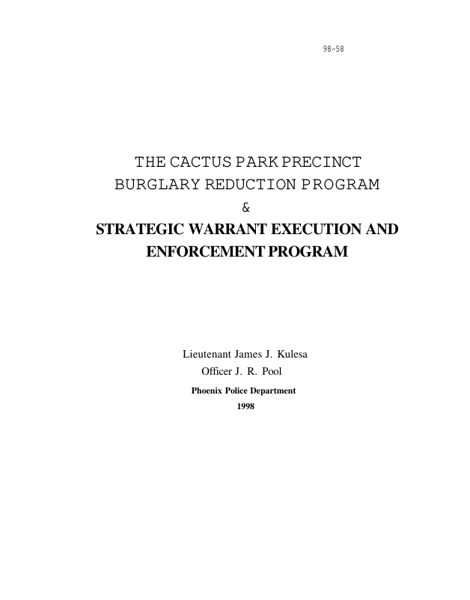 98-58
THE CACTUS PARK PRECINCT
BURGLARY REDUCTION PROGRAM
&
STRATEGIC WARRANT EXECUTION AND
ENFORCEMENT PROGRAM
Lieutenant James J. Kulesa
Officer J. R. Pool
Phoenix Police Department
1998